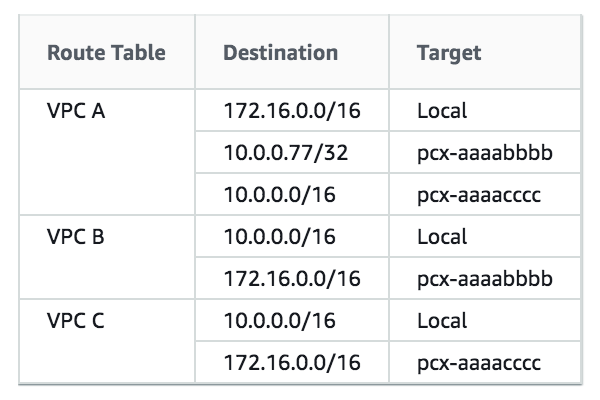 Route Table Destination Target
VPC A 172.16.0.0/16 Local
10.0.0.77/32 pcx-aaaabbbb
10.0.0.0/16 pcx-aaaacccc
VPC B 10.0.0.0/16 Local
172.16.0.0/16 pcx-aaaabbbb
VPC C 10.0.0.0/16 Local
172.16.0.0/16 pcx-aaaacccc